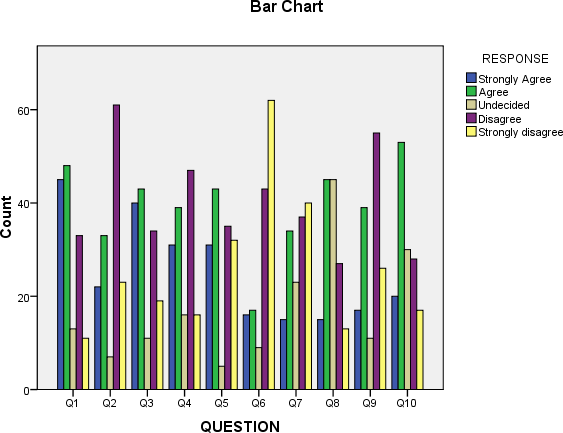 Bar Chart
RESPONSE
Strongly Agree
Agree
Undecided
Disagree
Strongly disagree
Count
60
40
20
0
Q1 Q2 Q3 Q4 Q5 Q6 Q7 Q8 Q9 Q10
QUESTION